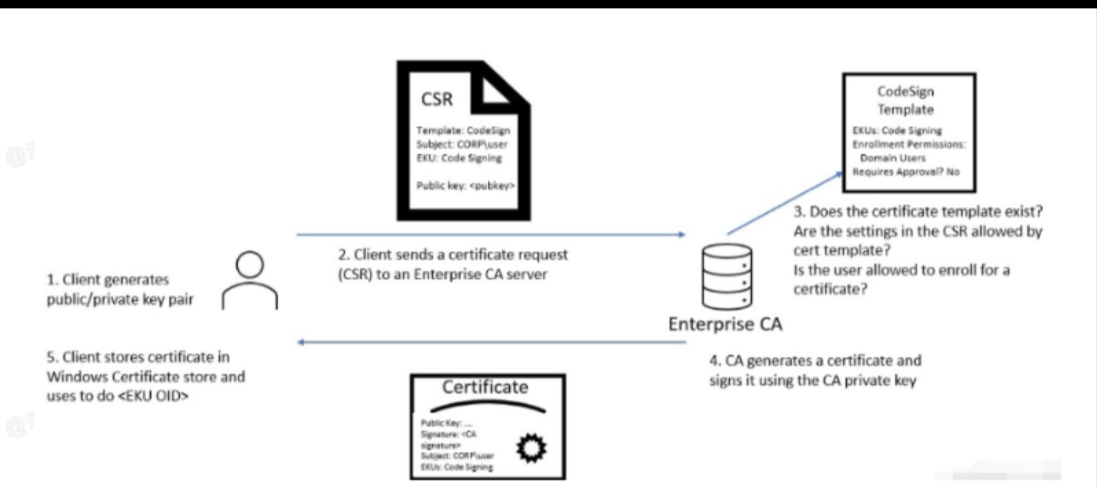 CSR
Template: CodeSign
Subject: CORP\user
EKU: Code Signing
Public key: <pubkey>
CodeSign
Template
EKUs: Code Signing
Enrollment Permissions:
Domain Users
Requires Approval? No
1. Client generates
public/private key pair
2. Client sends a certificate request
(CSR) to an Enterprise CA server
3. Does the certificate template exist?
Are the settings in the CSR allowed by
cert template?
Is the user allowed to enroll for a
certificate?
Enterprise CA
4. CA generates a certificate and
signs it using the CA private key
5. Client stores certificate in
Windows Certificate store and
uses to do <EKU OID>
Certificate
Public Key: ...
Signature: <CA
signature>
Subject: CORP\user
EKUs: Code Signing